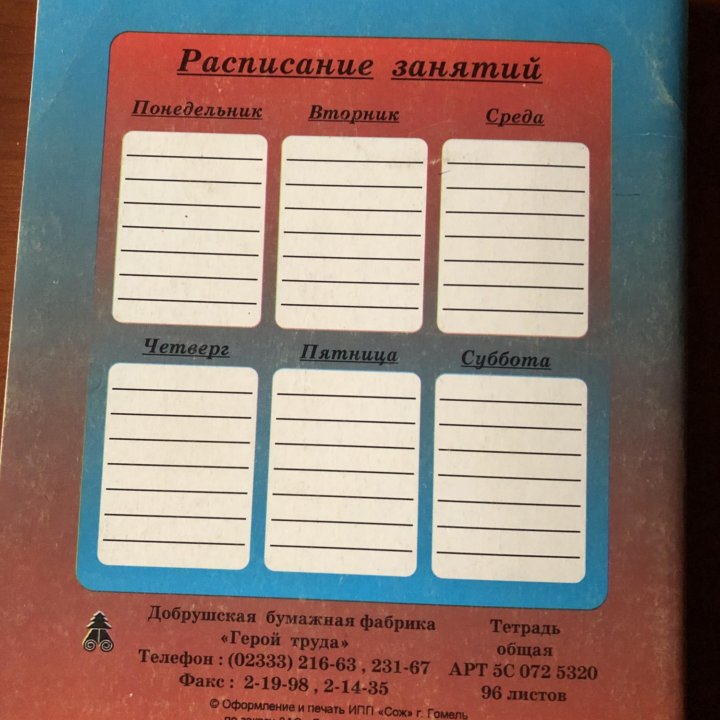 Расписание занятий
Понедельник Вторник Среда
Четверг Пятница Суббота
Добрушская бумажная фабрика
«Герой труда»
Телефон : (02333) 216-63 , 231-67
Факс : 2-19-98 , 2-14-35
Тетрадь
общая
АРТ 5С 072 5320
96 листов
© Оформление и печать ИПП «Сож» г. Гомель
по заказу